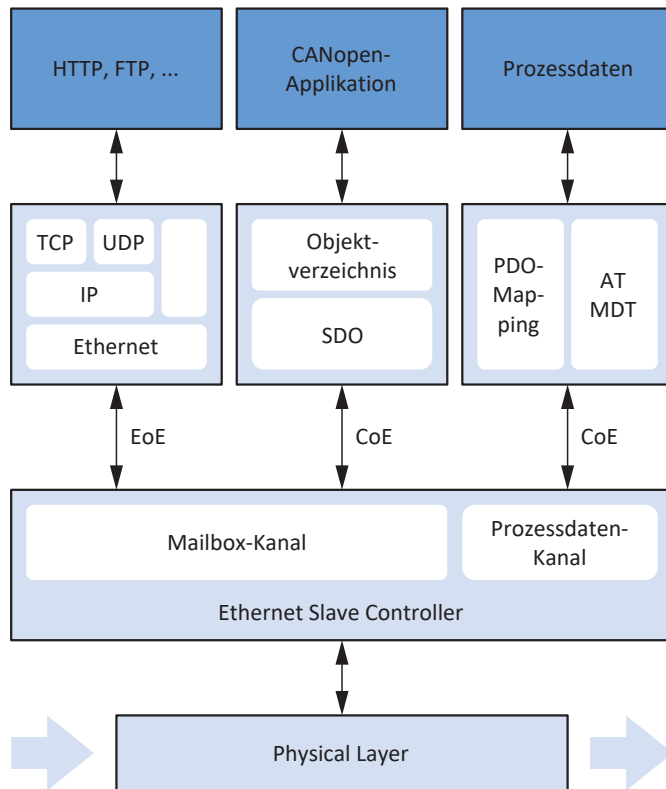 HTTP, FTP, ...
CANopen-
Applikation
Prozessdaten
TCP
UDP
IP
Ethernet
Objekt-
verzeichnis
SDO
PDO-
Map-
ping
AT
MDT
EoE
CoE
CoE
Mailbox-Kanal
Prozessdaten-
Kanal
Ethernet Slave Controller
Physical Layer